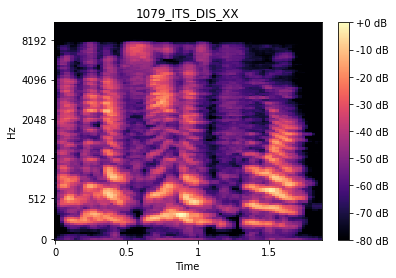 1079_ITS_DIS_XX
+0 dB
8192
-10 dB
-20 dB
4096
-30 dB
Hz
2048
-40 dB
1024
-50 dB
-60 dB
512
-70 dB
0
-80 dB
0
0.5
1
1.5
Time